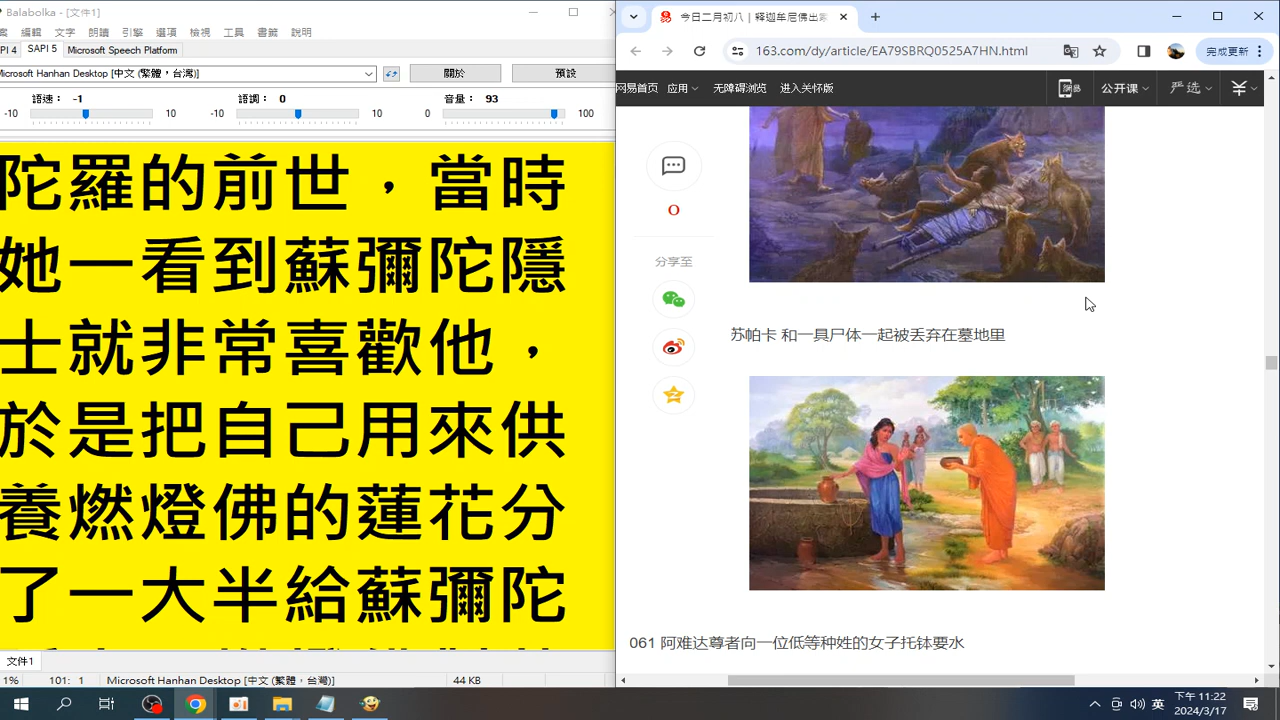 Balabolka - [文件1]
案 編輯 文字 朗讀 引擎 選項 檢視 工具 書籤 說明
API 4 SAPI 5 Microsoft Speech Platform
Microsoft Hanhan Desktop [中文 (繁體，台灣)]
關於
預設
語速： -1
語調： 0
音量： 93
-10 10 -10 10 0 100
陀羅的前世，當時
她一看到蘇彌陀隱
士就非常喜歡他，
於是把自己用來供
養燃燈佛的蓮花分
了一大半給蘇彌陀
文件1
1% 101: 1 Microsoft Hanhan Desktop [中文 (繁體，台灣)] 44 KB
今日二月初八｜释迦牟尼佛出家
163.com/dy/article/EA79SBRQ0525A7HN.html
完成更新
网易首页 应用 无障碍浏览 进入关怀版 公开课 严选
0
分享至
苏帕卡 和一具尸体一起被丢弃在墓地里
061 阿难达尊者向一位低等种姓的女子托钵要水
英
下午 11:22
2024/3/17